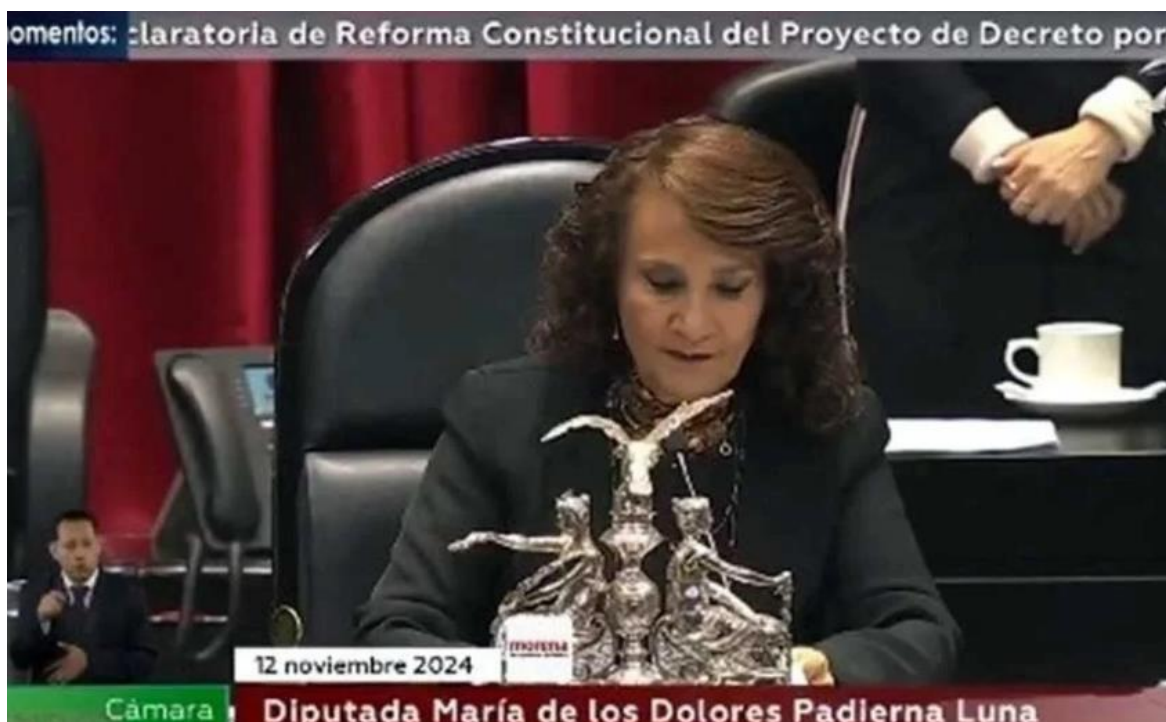 omentos: claratoria de Reforma Constitucional del Proyecto de Decreto por
morena
12 noviembre 2024
Cámara
Diputada María de los Dolores Padierna Luna